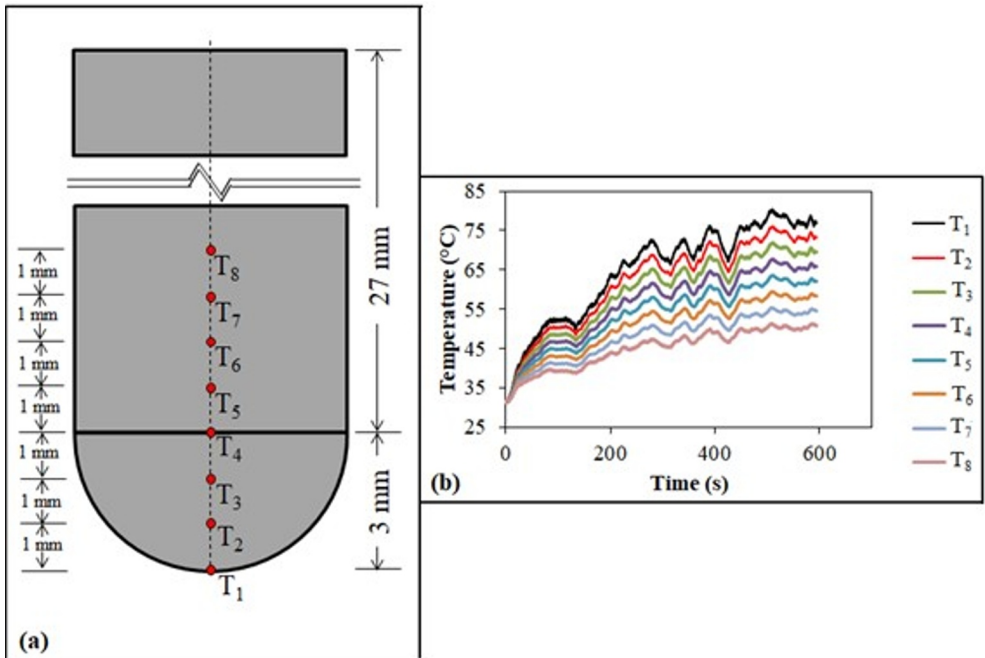 1 mm
1 mm
1 mm
1 mm
1 mm
1 mm
1 mm
T8
T7
T6
T5
T4
T3
T2
T1
27 mm
3 mm
(a)
Temperature (°C)
85
75
65
55
45
35
25
0
200
400
600
Time (s)
(b)
T1
T2
T3
T4
T5
T6
T7
T8